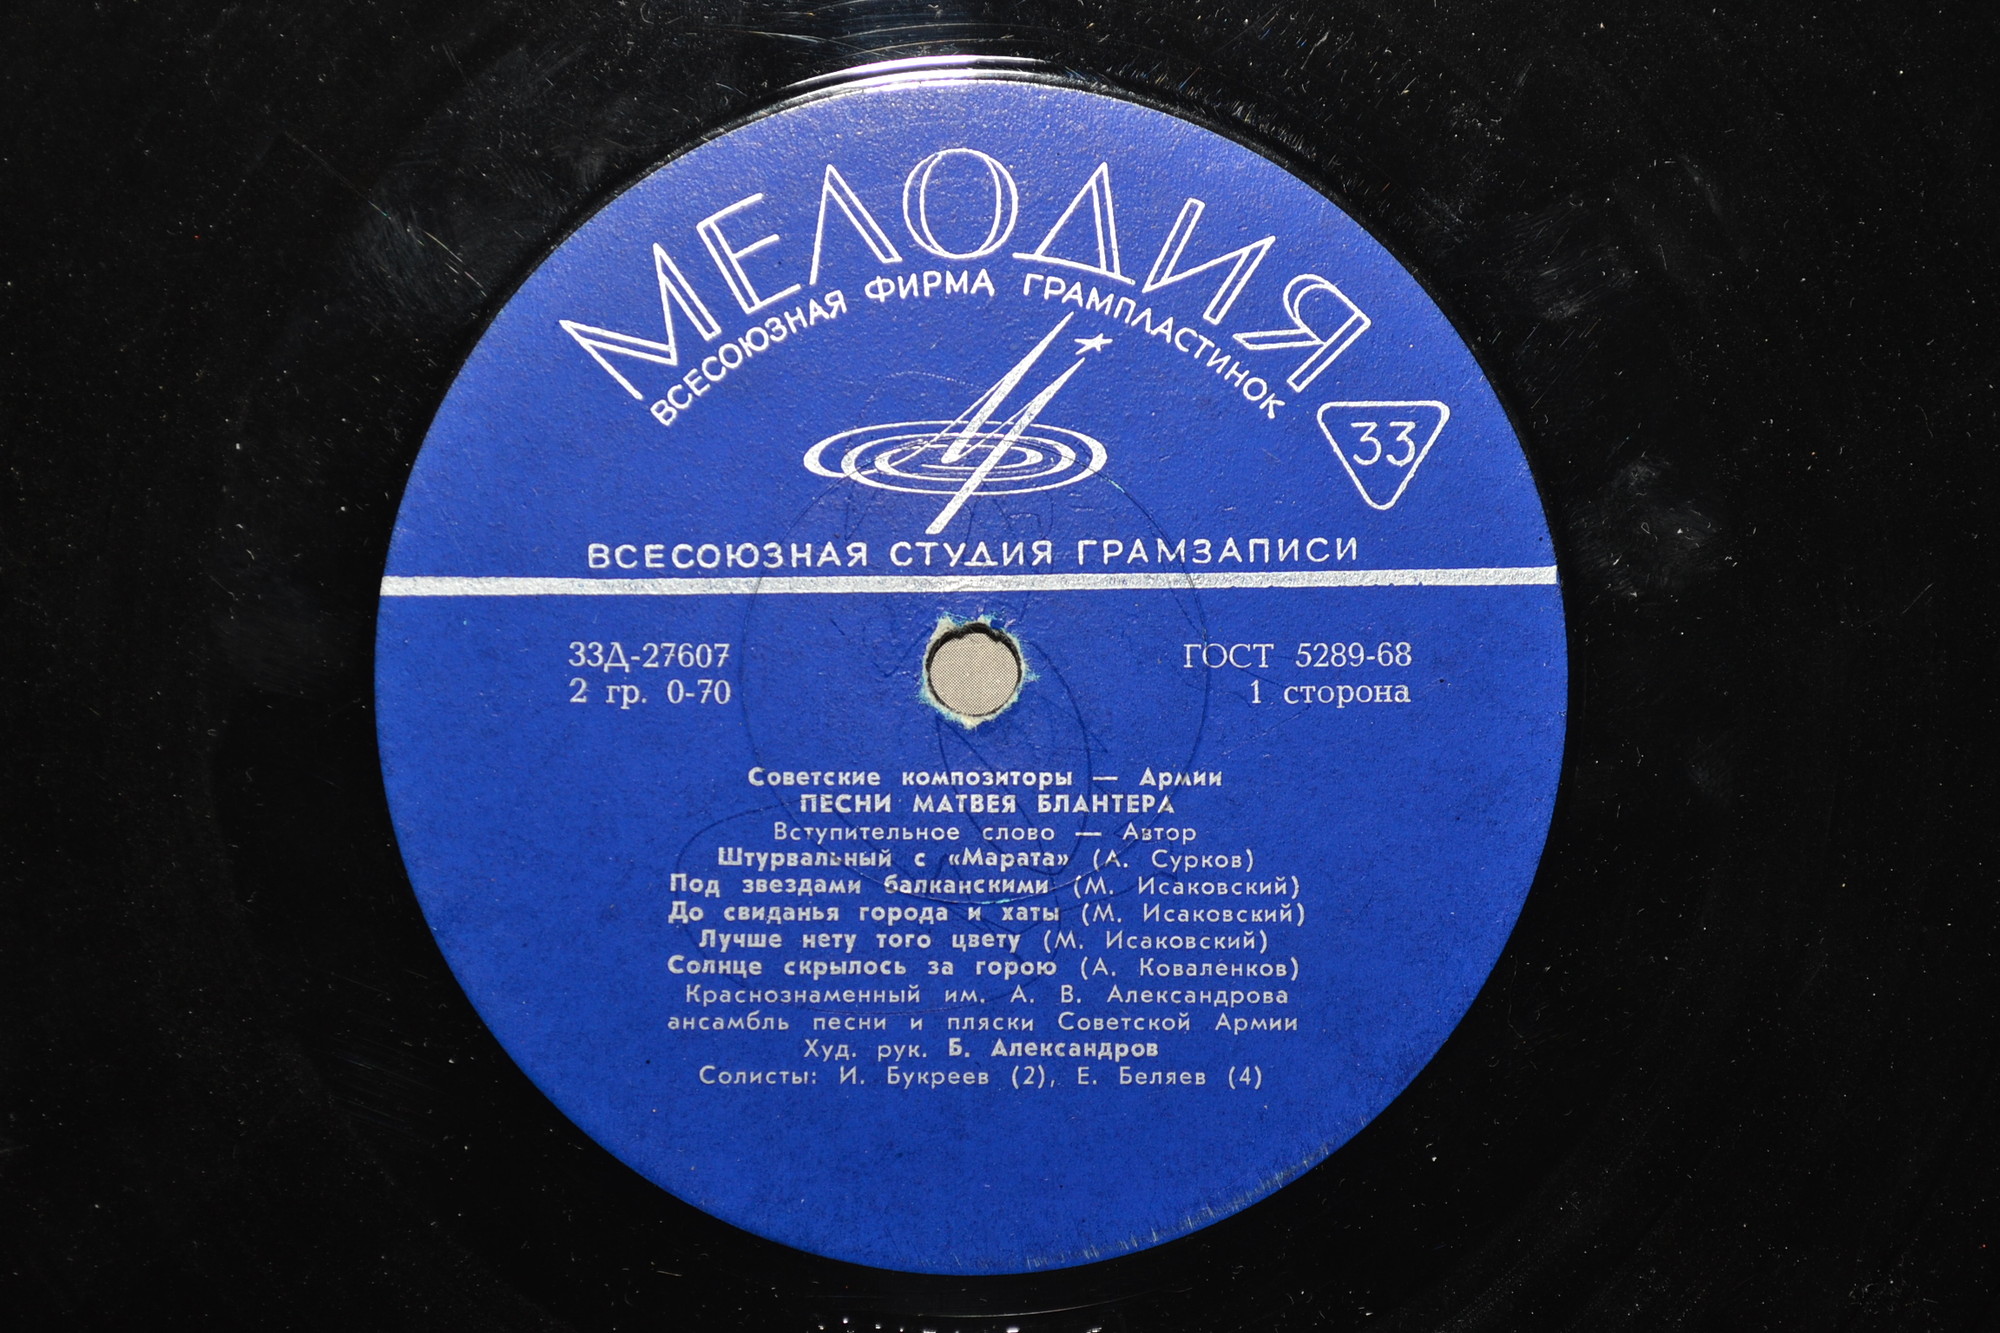 МЕЛОДИЯ
ВСЕСОЮЗНАЯ ФИРМА ГРАМПЛАСТИНОК
33
ВСЕСОЮЗНАЯ СТУДИЯ ГРАМЗАПИСИ
33Д-27607
ГОСТ 5289-68
2 гр. 0-70
1 сторона
Советские композиторы — Армии
ПЕСНИ МАТВЕЯ БЛАНТЕРА
Вступительное слово — Автор
Штурвальный с «Марата» (А. Сурков)
Под звездами балканскими (М. Исаковский)
До свиданья города и хаты (М. Исаковский)
Лучше нету того цвету (М. Исаковский)
Солнце скрылось за горою (А. Коваленков)
Краснознаменный им. А. В. Александрова
ансамбль песни и пляски Советской Армии
Худ. рук. Б. Александров
Солисты: И. Букреев (2), Е. Беляев (4)